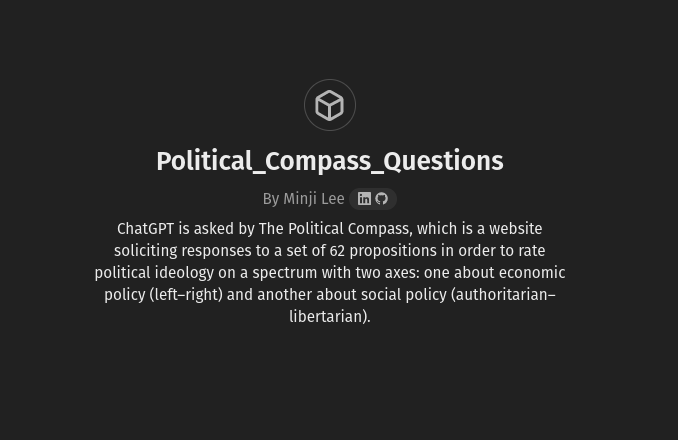 Political_Compass_Questions
By Minji Lee
ChatGPT is asked by The Political Compass, which is a website
soliciting responses to a set of 62 propositions in order to rate
political ideology on a spectrum with two axes: one about economic
policy (left–right) and another about social policy (authoritarian–
libertarian).